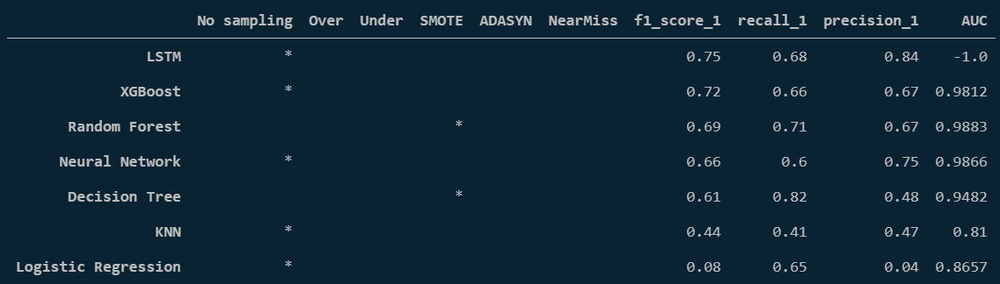 No sampling Over Under SMOTE ADASYN NearMiss f1_score_1 recall_1 precision_1 AUC
LSTM * 0.75 0.68 0.84 -1.0
XGBoost * 0.72 0.66 0.67 0.9812
Random Forest * 0.69 0.71 0.67 0.9883
Neural Network * 0.66 0.6 0.75 0.9866
Decision Tree * 0.61 0.82 0.48 0.9482
KNN * 0.44 0.41 0.47 0.81
Logistic Regression * 0.08 0.65 0.04 0.8657